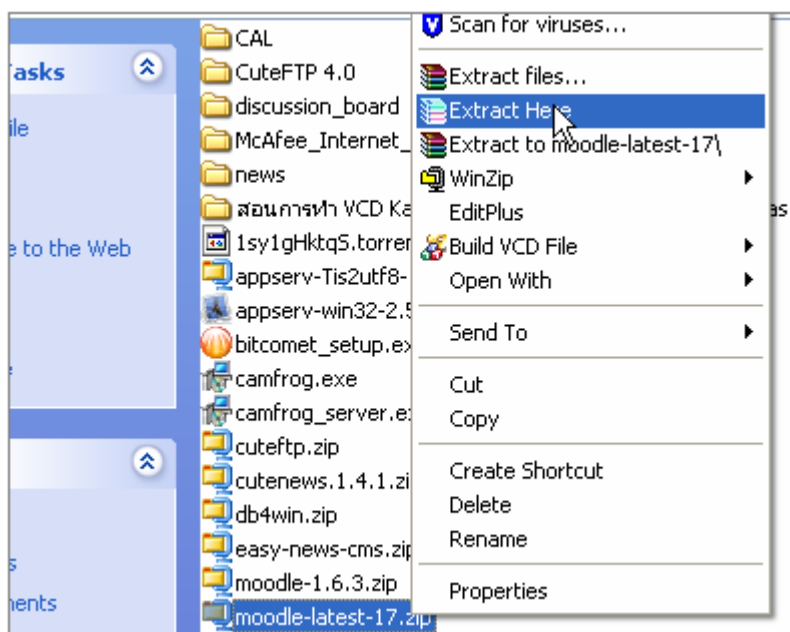 asks
ile
e to the Web
ents
CAL
CuteFTP 4.0
discussion_board
McAfee_Internet_
news
สอนการทำ VCD Ka
1sy1gHktqS.torren
appserv-Tis2utf8-
appserv-win32-2.5
bitcomet_setup.ex
camfrog.exe
camfrog_server.e
cuteftp.zip
cutenews.1.4.1.zi
db4win.zip
easy-news-cms.zip
moodle-1.6.3.zip
moodle-latest-17.zip
Scan for viruses...
Extract files...
Extract Here
Extract to moodle-latest-17\
WinZip
EditPlus
Build VCD File
Open With
Send To
Cut
Copy
Create Shortcut
Delete
Rename
Properties
as